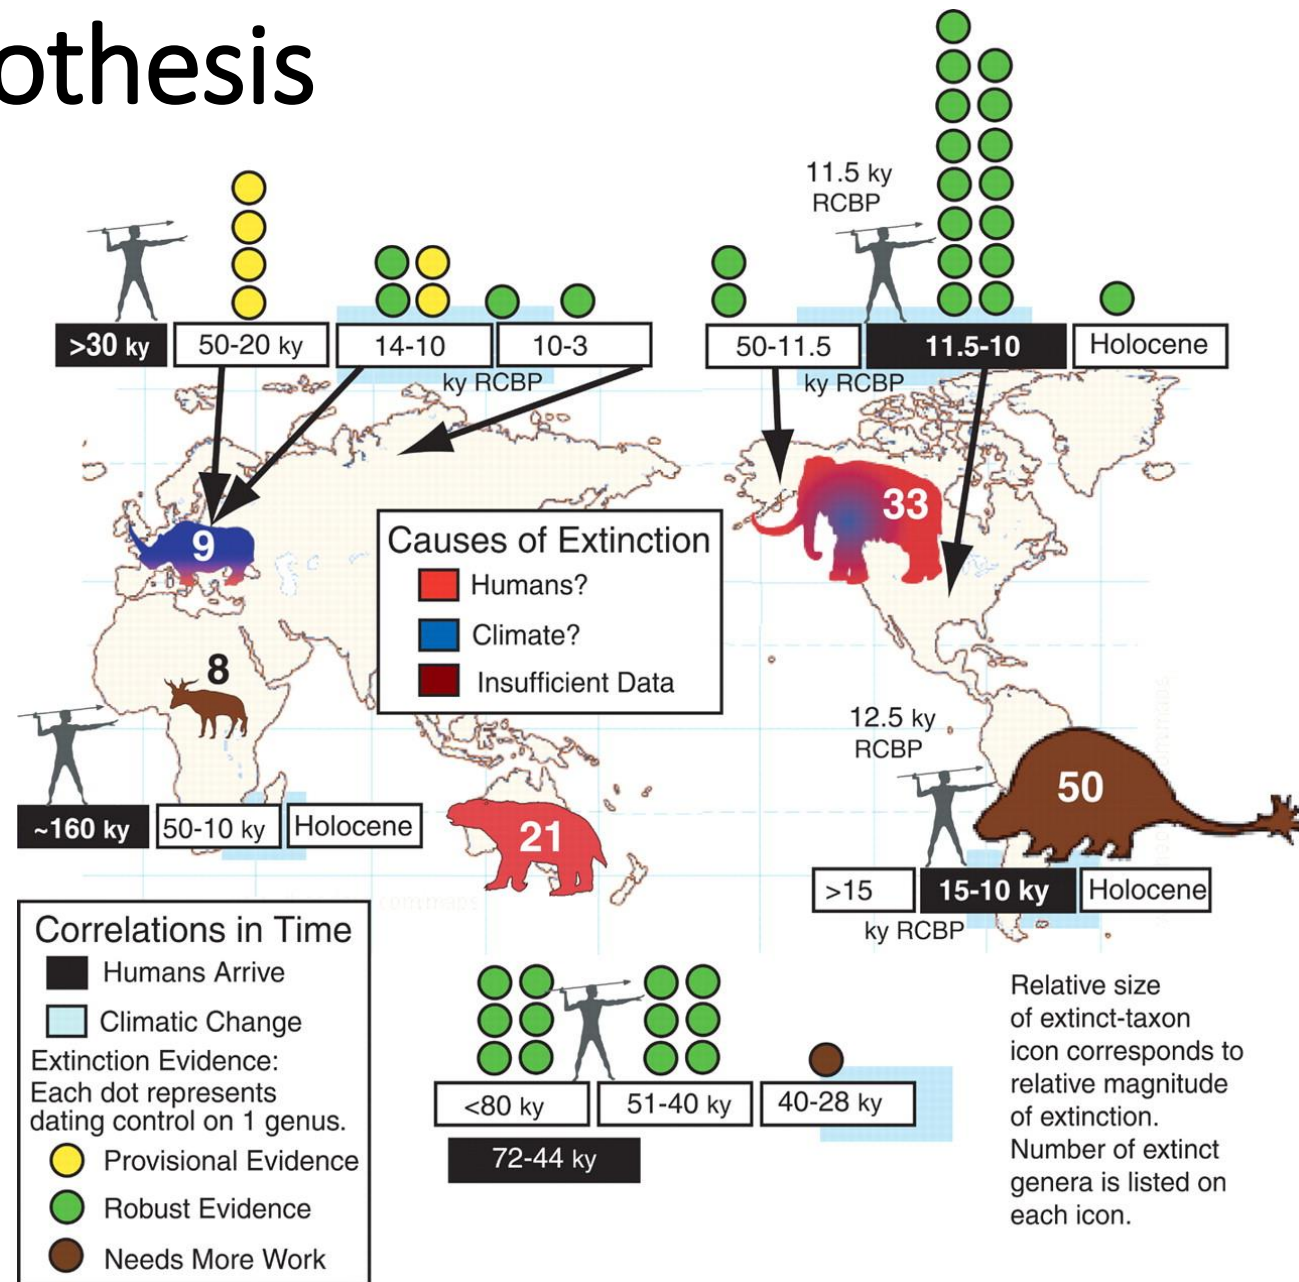 othesis
11.5 ky
RCBP
>30 ky
50-20 ky
14-10
10-3
ky RCBP
50-11.5
11.5-10
Holocene
ky RCBP
9
33
Causes of Extinction
Humans?
Climate?
Insufficient Data
8
12.5 ky
RCBP
50
~160 ky
50-10 ky
Holocene
21
>15
15-10 ky
Holocene
ky RCBP
Correlations in Time
Humans Arrive
Climatic Change
Extinction Evidence:
Each dot represents
dating control on 1 genus.
Provisional Evidence
Robust Evidence
Needs More Work
<80 ky
51-40 ky
40-28 ky
72-44 ky
Relative size
of extinct-taxon
icon corresponds to
relative magnitude
of extinction.
Number of extinct
genera is listed on
each icon.